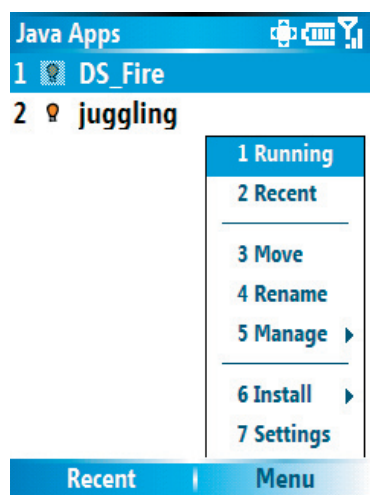 Java Apps
1 DS_Fire
2 juggling
1 Running
2 Recent
3 Move
4 Rename
5 Manage
6 Install
7 Settings
Recent Menu